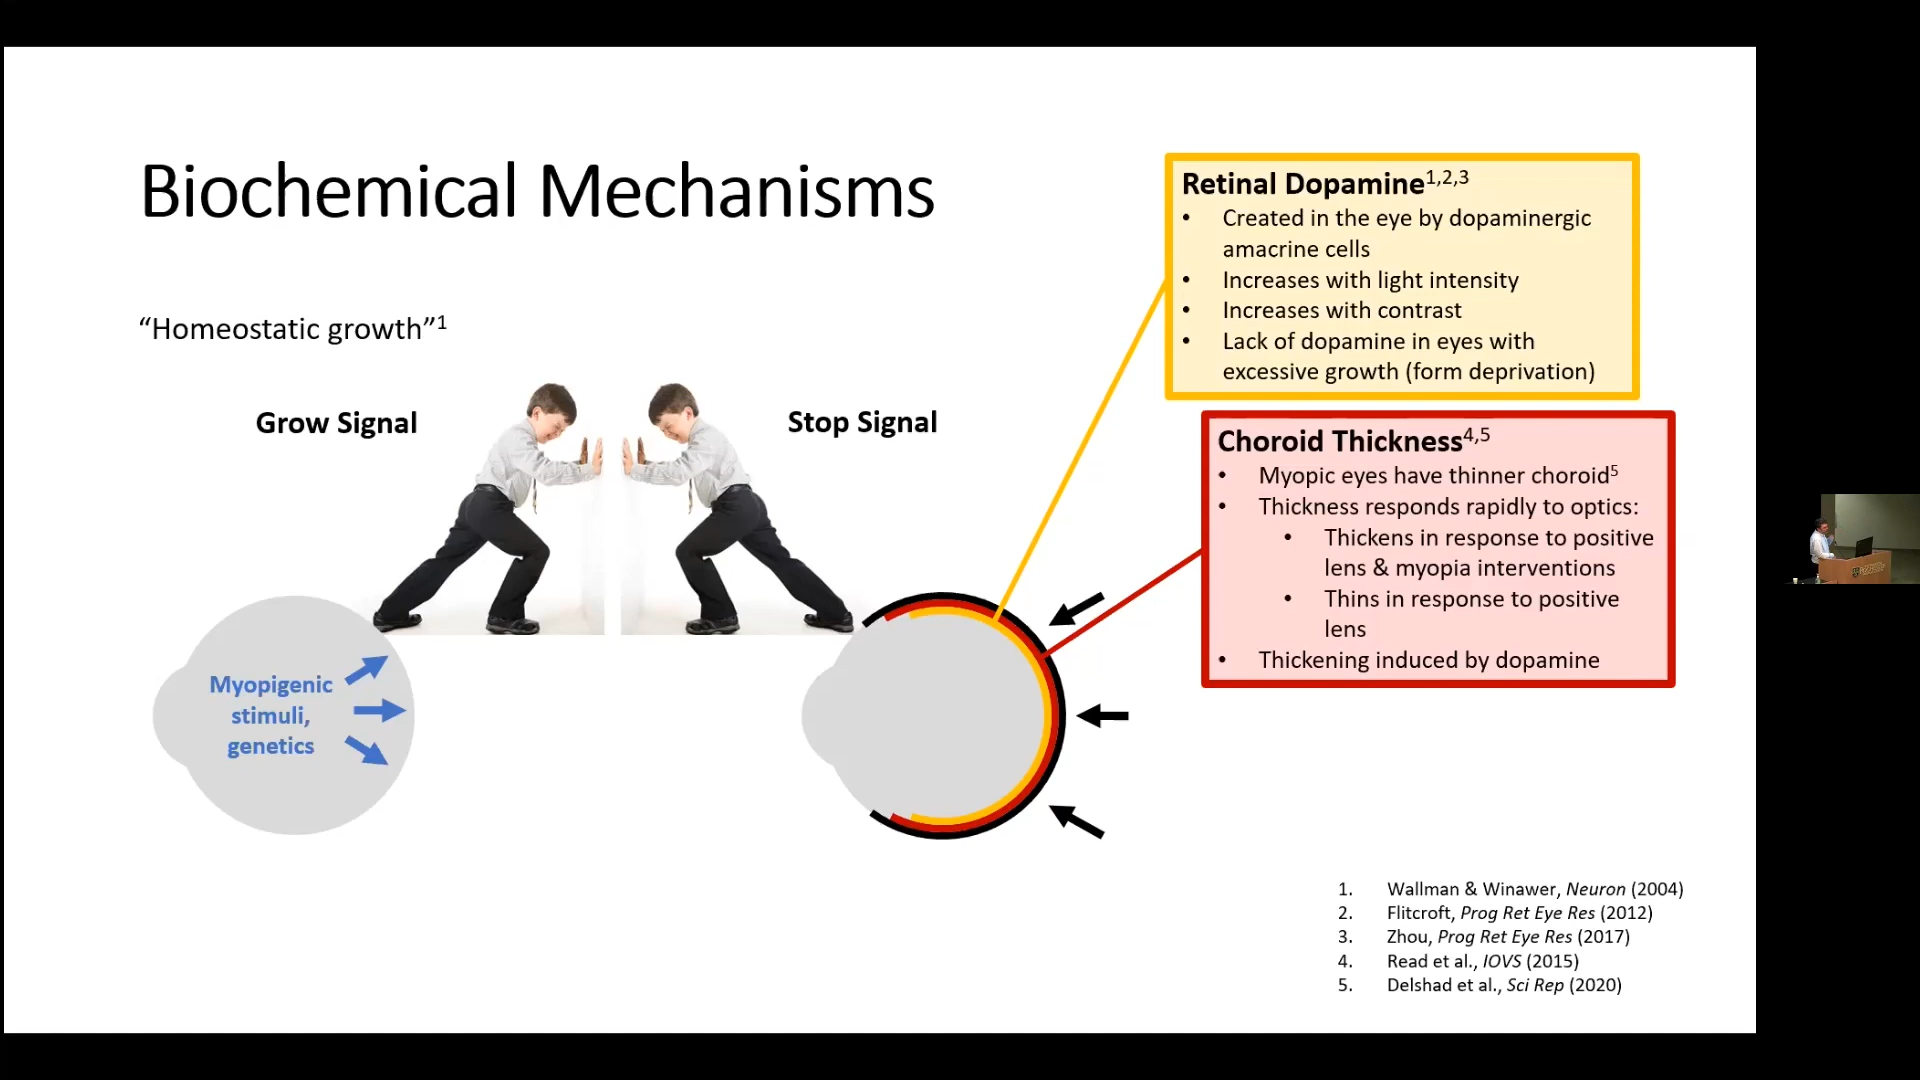 Biochemical Mechanisms
“Homeostatic growth”1
Grow Signal
Stop Signal
Myopigenic
stimuli,
genetics
Retinal Dopamine1,2,3
• Created in the eye by dopaminergic
amacrine cells
• Increases with light intensity
• Increases with contrast
• Lack of dopamine in eyes with
excessive growth (form deprivation)
Choroid Thickness4,5
• Myopic eyes have thinner choroid5
• Thickness responds rapidly to optics:
• Thickens in response to positive
lens & myopia interventions
• Thins in response to positive
lens
• Thickening induced by dopamine
1. Wallman & Winawer, Neuron (2004)
2. Flitcroft, Prog Ret Eye Res (2012)
3. Zhou, Prog Ret Eye Res (2017)
4. Read et al., IOVS (2015)
5. Delshad et al., Sci Rep (2020)